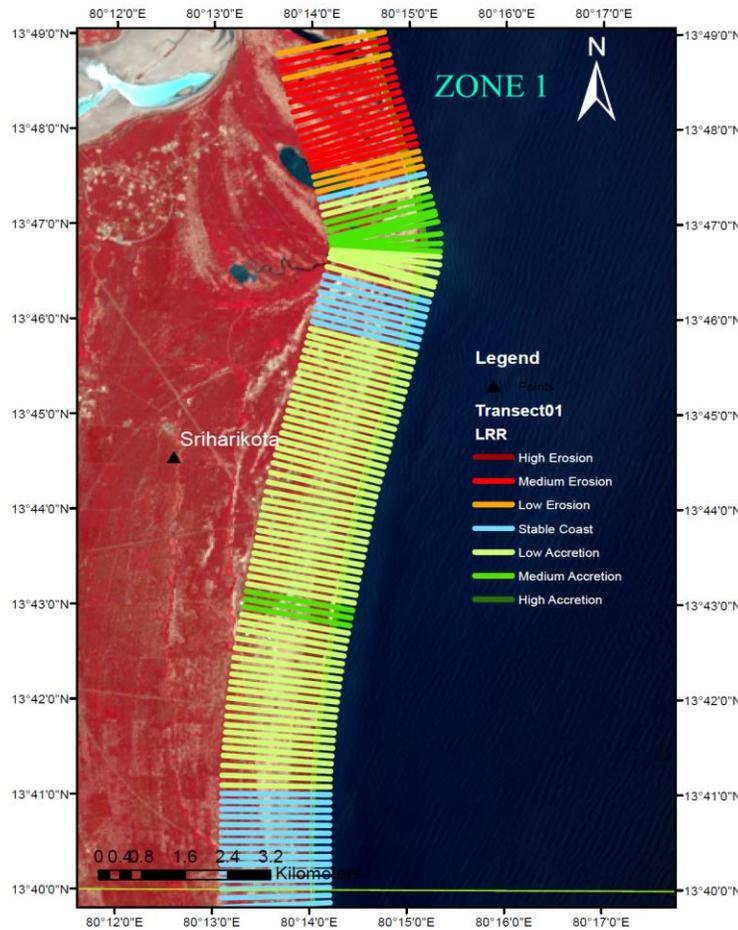 80°12'0"E 80°13'0"E 80°14'0"E 80°15'0"E 80°16'0"E 80°17'0"E
13°49'0"N 13°49'0"N
N
ZONE 1
13°48'0"N 13°48'0"N
13°47'0"N 13°47'0"N
13°46'0"N 13°46'0"N
Legend
Points
Transect01
13°45'0"N 13°45'0"N
LRR
Sriharikota
High Erosion
Medium Erosion
Low Erosion
13°44'0"N 13°44'0"N
Stable Coast
Low Accretion
Medium Accretion
High Accretion
13°43'0"N 13°43'0"N
13°42'0"N 13°42'0"N
13°41'0"N 13°41'0"N
0 0.40.8 1.6 2.4 3.2
Kilometers
13°40'0"N 13°40'0"N
80°12'0"E 80°13'0"E 80°14'0"E 80°15'0"E 80°16'0"E 80°17'0"E